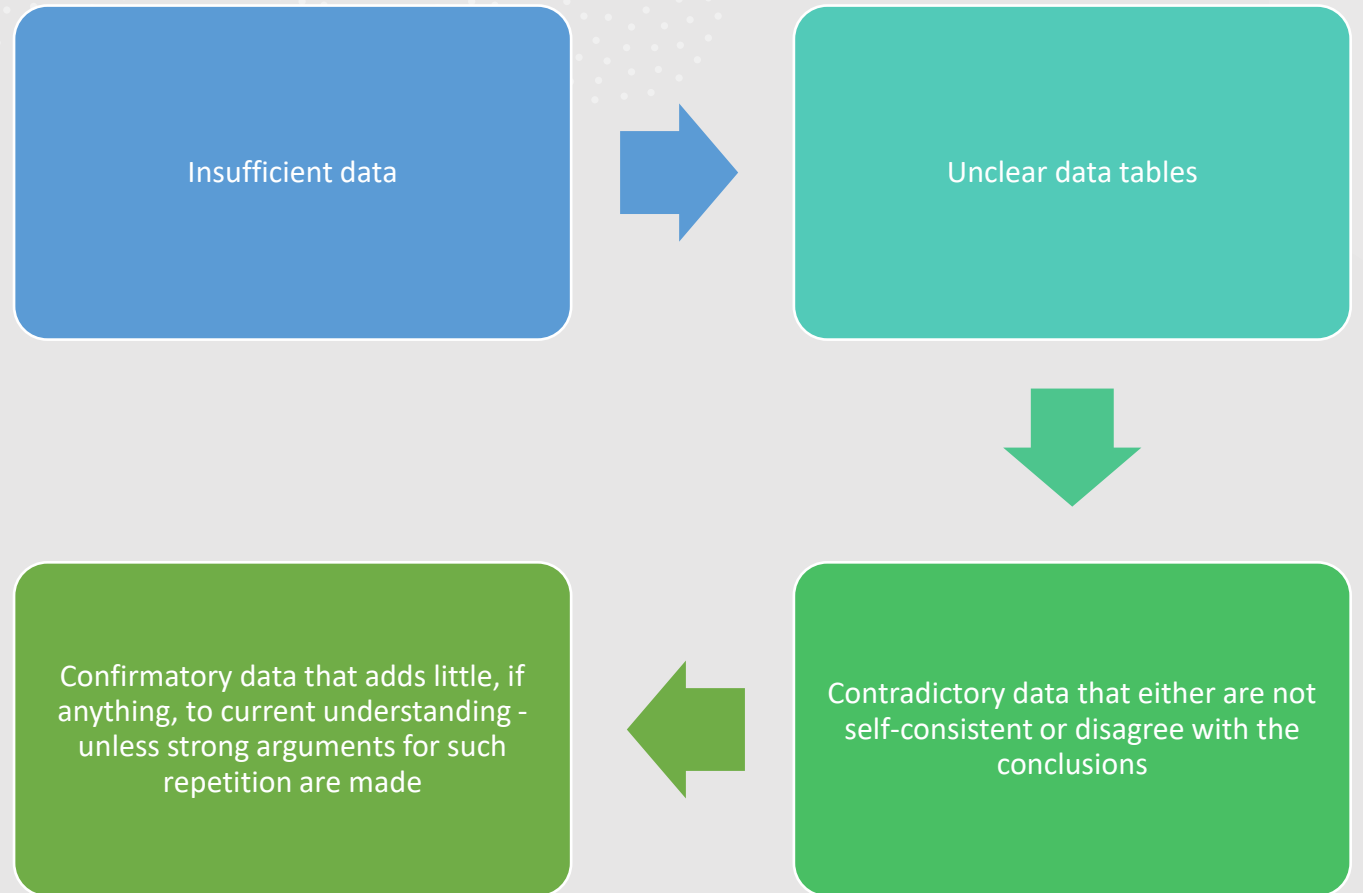 Insufficient data
Unclear data tables
Contradictory data that either are not
self-consistent or disagree with the
conclusions
Confirmatory data that adds little, if
anything, to current understanding -
unless strong arguments for such
repetition are made